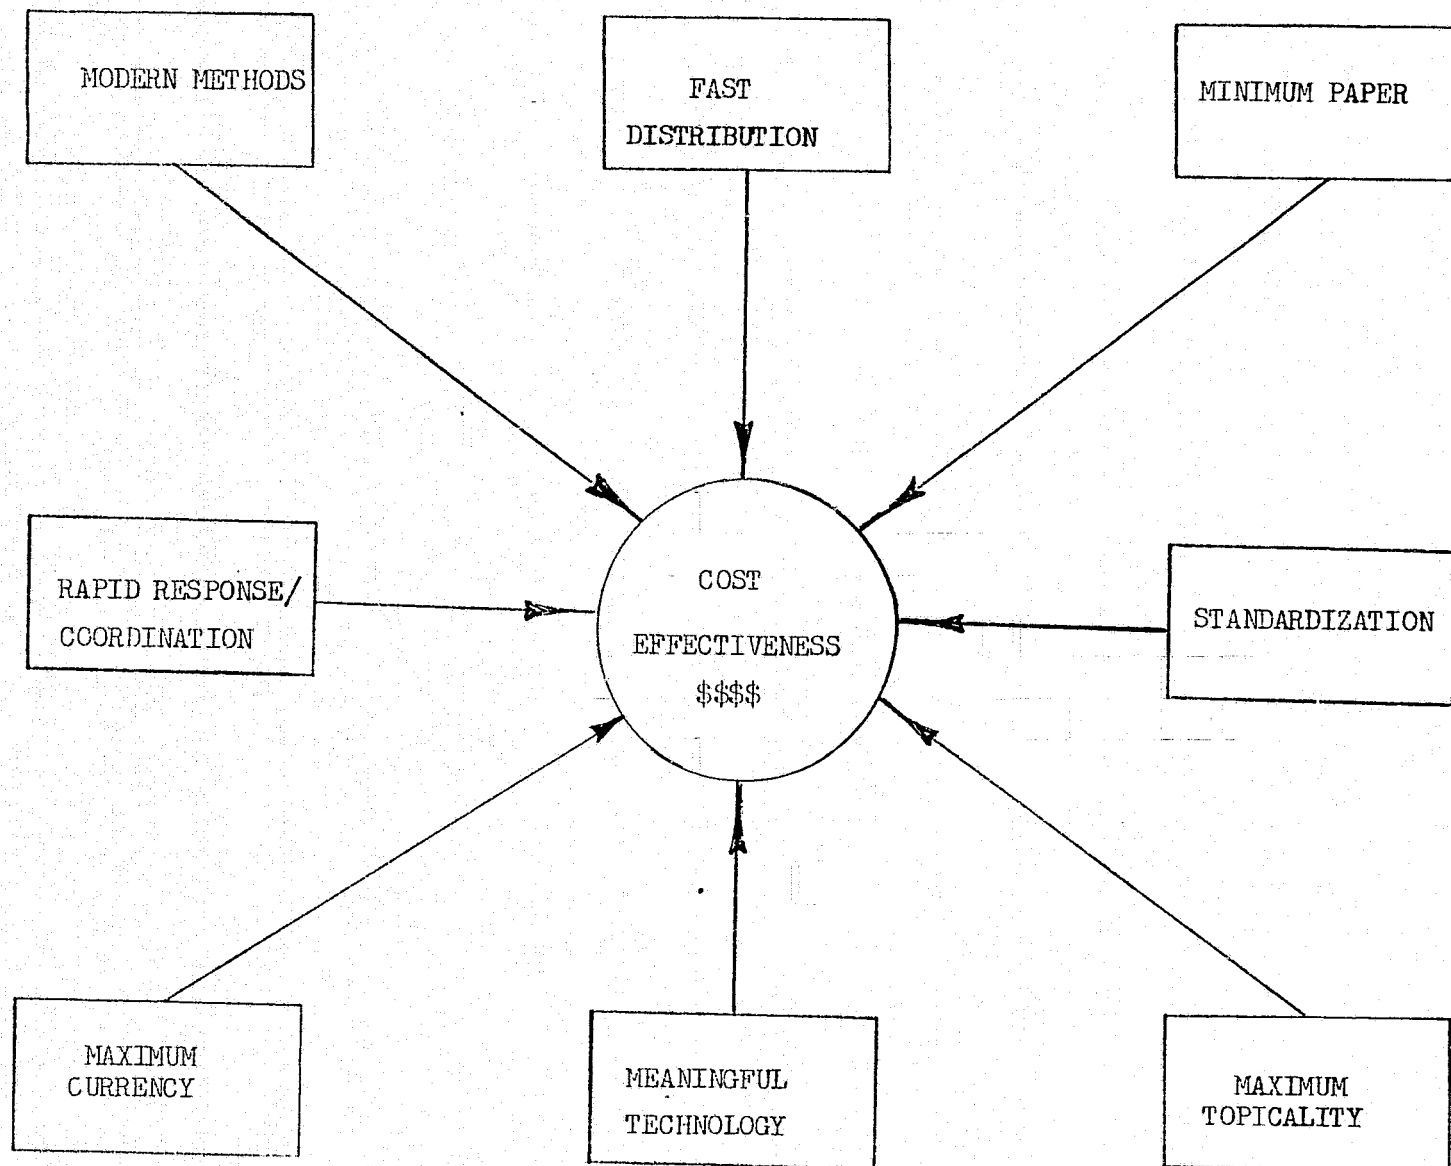 MODERN METHODS
FAST
DISTRIBUTION
MINIMUM PAPER
RAPID RESPONSE/
COORDINATION
COST
EFFECTIVENESS
$$$$
STANDARDIZATION
MAXIMUM
CURRENCY
MEANINGFUL
TECHNOLOGY
MAXIMUM
TOPICALITY